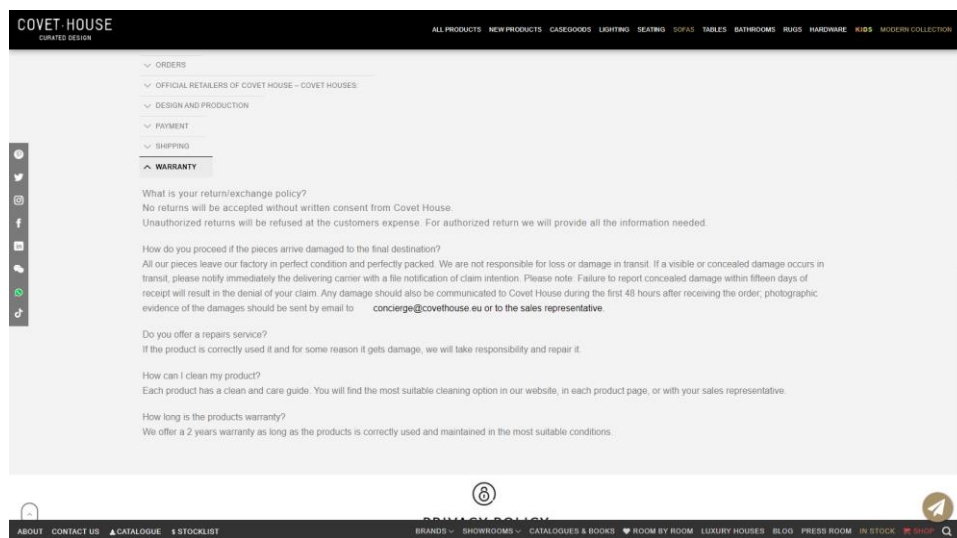 COVET·HOUSE
CURATED DESIGN
ALL PRODUCTS NEW PRODUCTS CASEGOODS LIGHTING SEATING SOFAS TABLES BATHROOMS RUGS HARDWARE KIDS MODERN COLLECTION
ORDERS
OFFICIAL RETAILERS OF COVET HOUSE – COVET HOUSES:
DESIGN AND PRODUCTION
PAYMENT
SHIPPING
WARRANTY
What is your return/exchange policy?
No returns will be accepted without written consent from Covet House.
Unauthorized returns will be refused at the customers expense. For authorized return we will provide all the information needed.
How do you proceed if the pieces arrive damaged to the final destination?
All our pieces leave our factory in perfect condition and perfectly packed. We are not responsible for loss or damage in transit. If a visible or concealed damage occurs in
transit, please notify immediately the delivering carrier with a file notification of claim intention. Please note: Failure to report concealed damage within fifteen days of
receipt will result in the denial of your claim. Any damage should also be communicated to Covet House during the first 48 hours after receiving the order; photographic
evidence of the damages should be sent by email to concierge@covethouse.eu or to the sales representative.
Do you offer a repairs service?
If the product is correctly used it and for some reason it gets damage, we will take responsibility and repair it.
How can I clean my product?
Each product has a clean and care guide. You will find the most suitable cleaning option in our website, in each product page, or with your sales representative.
How long is the products warranty?
We offer a 2 years warranty as long as the products is correctly used and maintained in the most suitable conditions.
PRIVACY POLICY
ABOUT CONTACT US CATALOGUE STOCKLIST BRANDS SHOWROOMS CATALOGUES & BOOKS ROOM BY ROOM LUXURY HOUSES BLOG PRESS ROOM IN STOCK SHOP